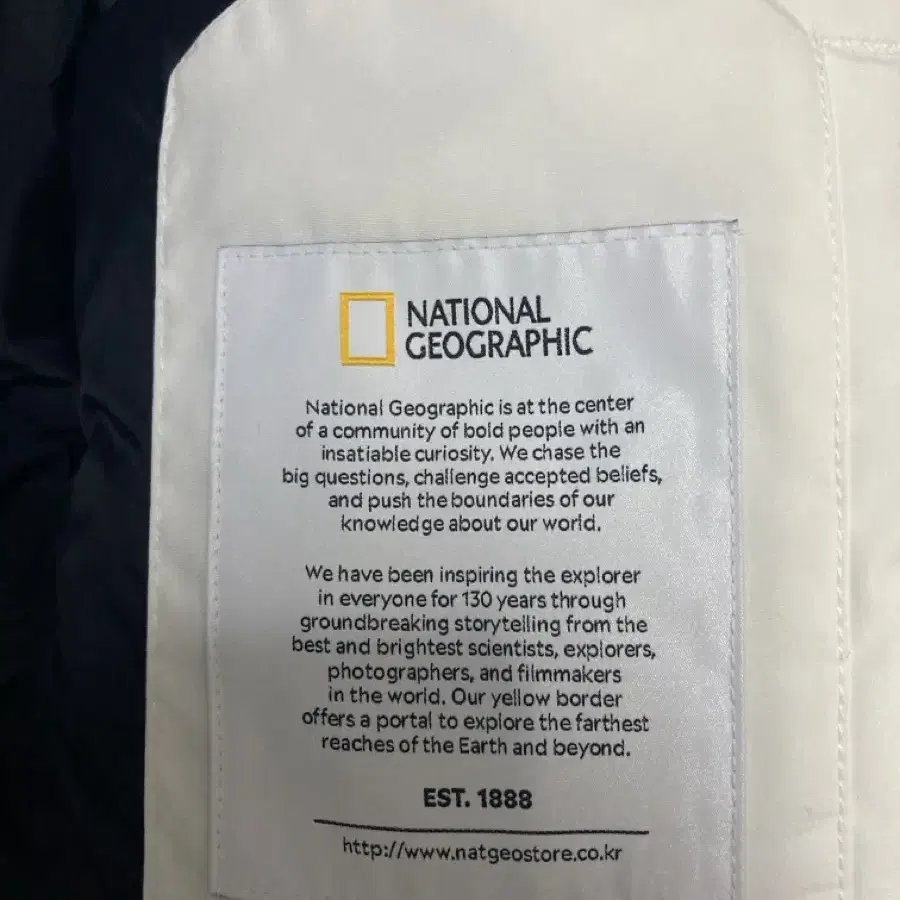 NATIONAL
GEOGRAPHIC
National Geographic is at the center
of a community of bold people with an
insatiable curiosity. We chase the
big questions, challenge accepted beliefs,
and push the boundaries of our
knowledge about our world.
We have been inspiring the explorer
in everyone for 130 years through
groundbreaking storytelling from the
best and brightest scientists, explorers,
photographers, and filmmakers
in the world. Our yellow border
offers a portal to explore the farthest
reaches of the Earth and beyond.
EST. 1888
http://www.natgeostore.co.kr